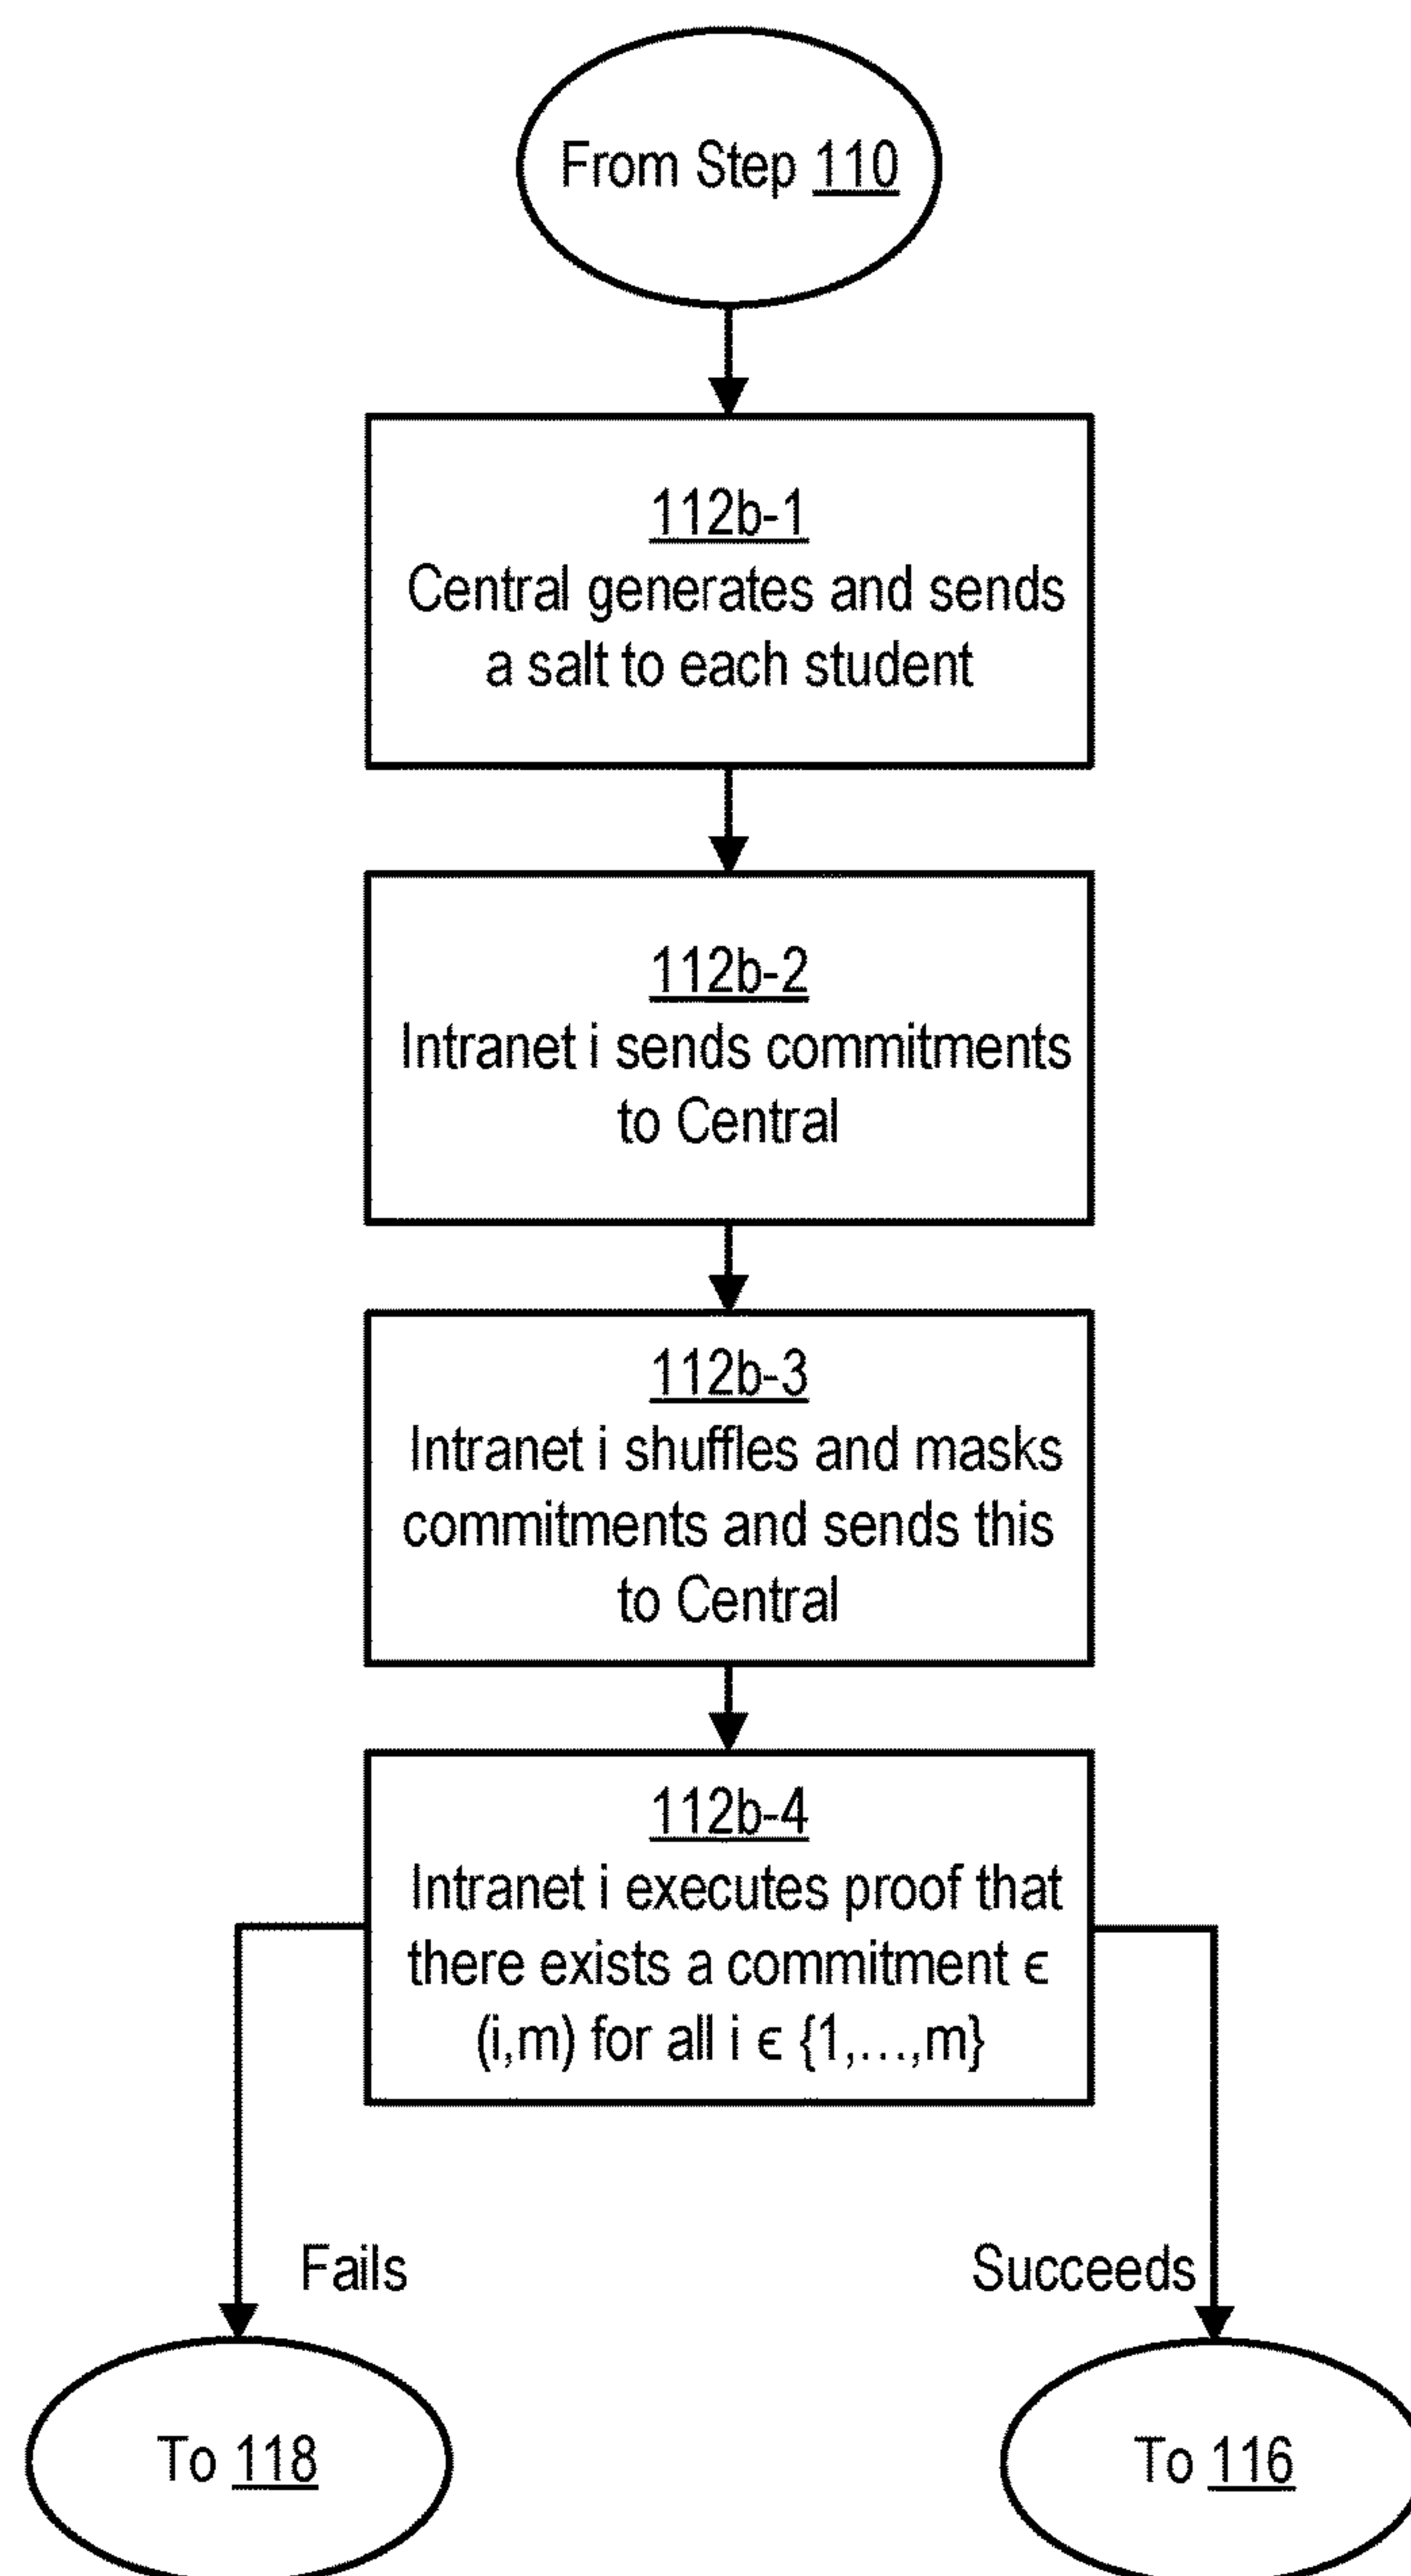 From Step 110
112b-1
Central generates and sends
a salt to each student
112b-2
Intranet i sends commitments
to Central
112b-3
Intranet i shuffles and masks
commitments and sends this
to Central
112b-4
Intranet i executes proof that
there exists a commitment ϵ
(i,m) for all i ϵ {1,…,m}
Fails
Succeeds
To 118
To 116